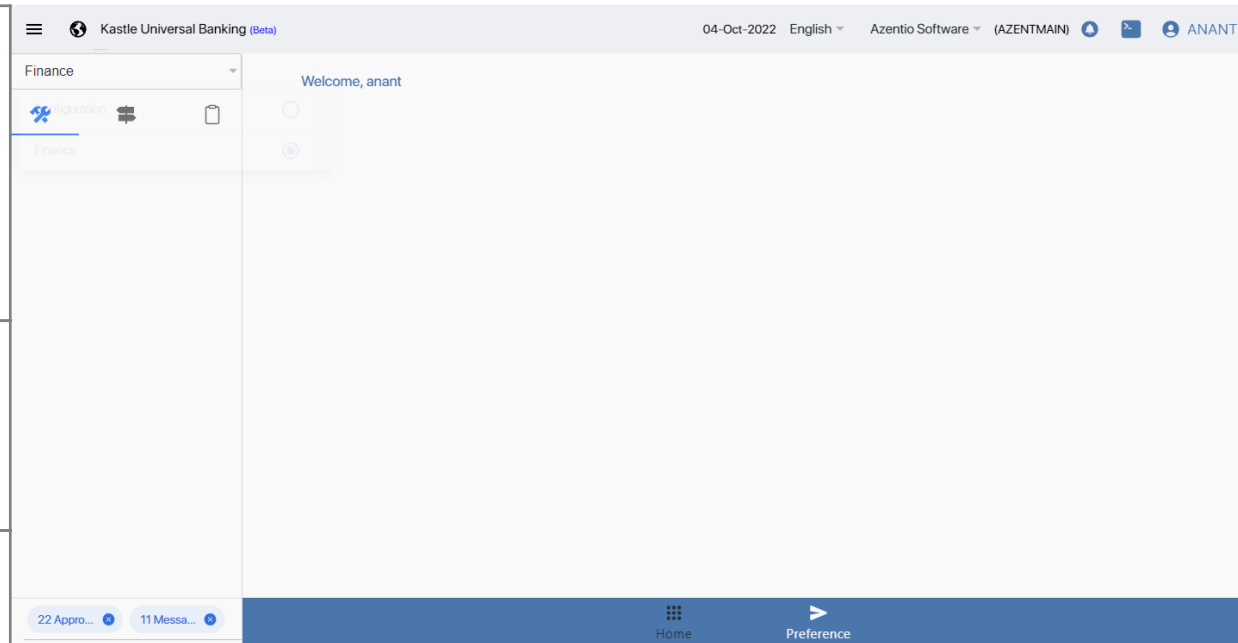 Kastle Universal Banking (Beta) 04-Oct-2022 English Azentio Software (AZENTMAIN) ANANT
Finance
Welcome, anant
figuration
Finance
22 Appro... 11 Messa...
Home Preference